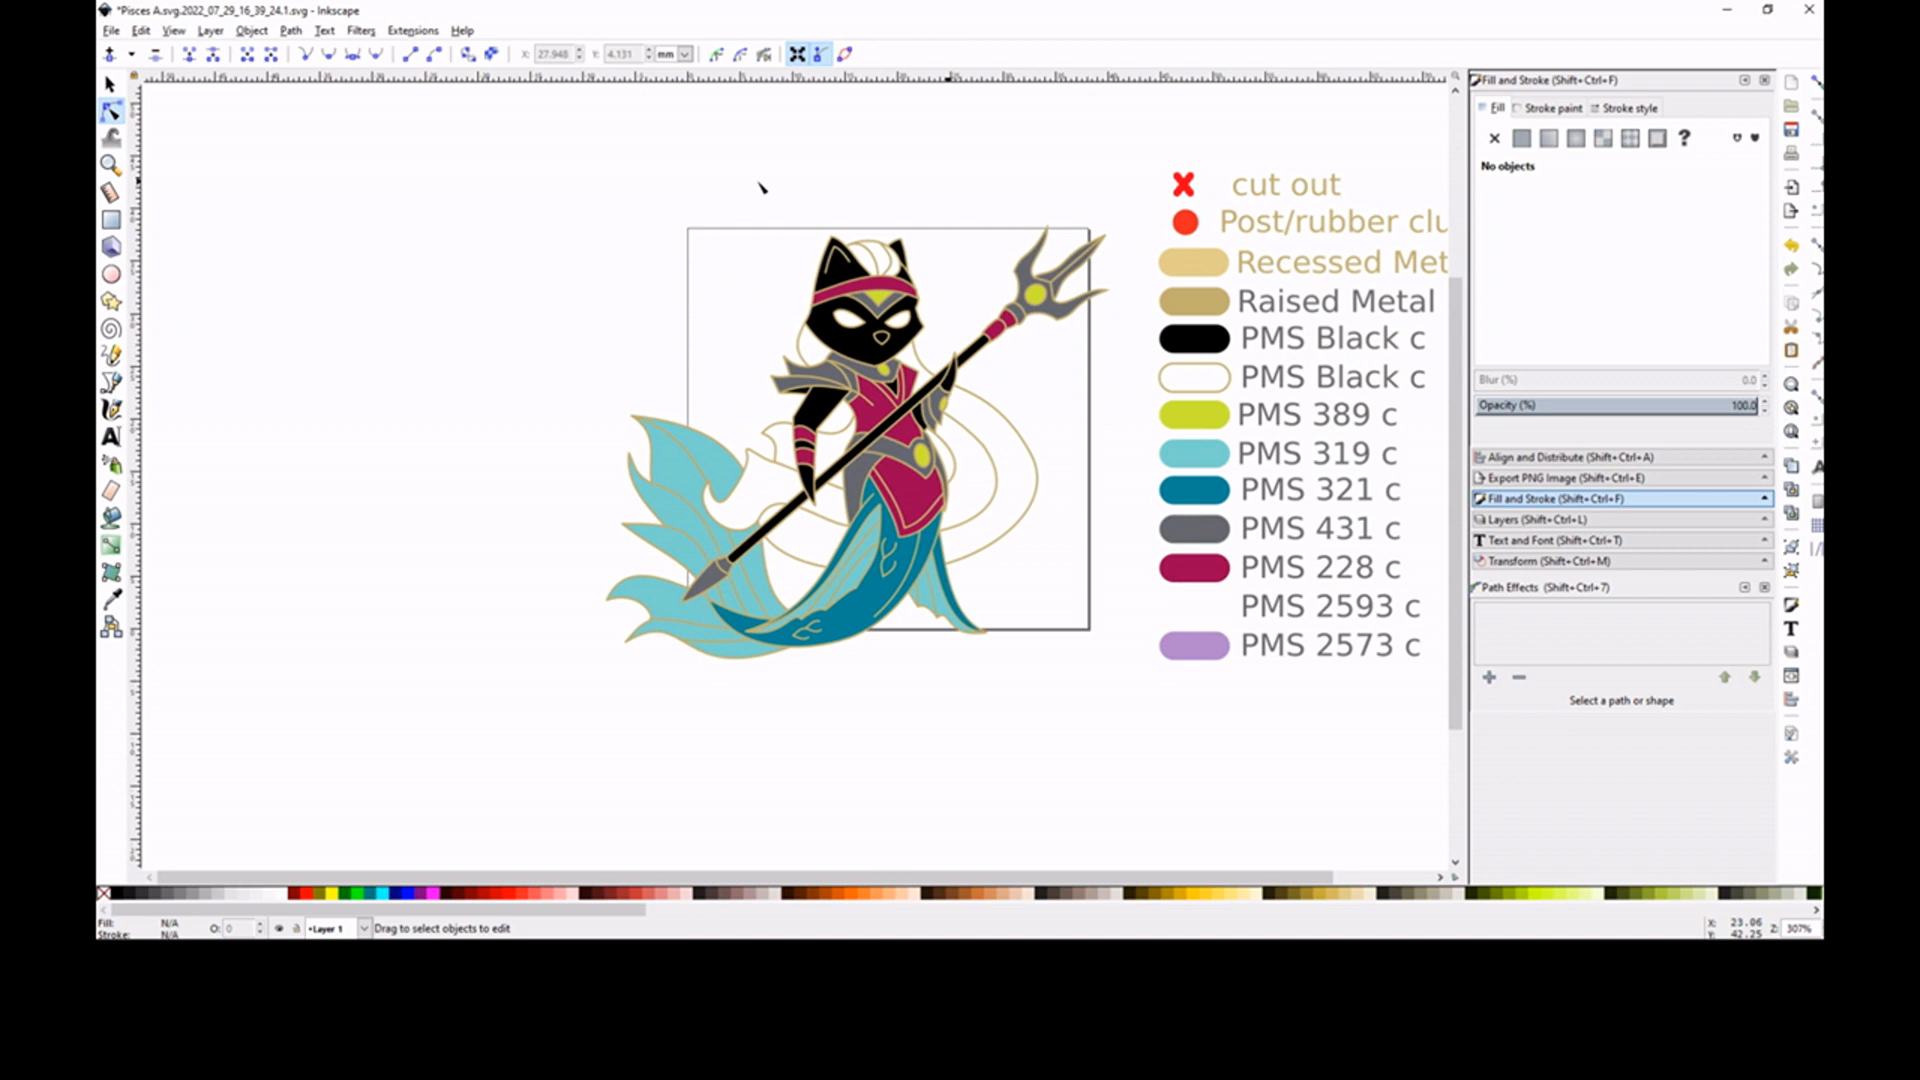 *Pisces A.svg.2022_07_29_16_39_24.1.svg - Inkscape
File Edit View Layer Object Path Text Filters Extensions Help
X: 27.948 Y: 4.131 mm
Fill and Stroke (Shift+Ctrl+F)
Fill Stroke paint Stroke style
No objects
cut out
Post/rubber clu
Recessed Met
Raised Metal
PMS Black c
PMS Black c
PMS 389 c
PMS 319 c
PMS 321 c
PMS 431 c
PMS 228 c
PMS 2593 c
PMS 2573 c
Blur (%) 0.0
Opacity (%) 100.0
Align and Distribute (Shift+Ctrl+A)
Export PNG Image (Shift+Ctrl+E)
Fill and Stroke (Shift+Ctrl+F)
Layers (Shift+Ctrl+L)
Text and Font (Shift+Ctrl+T)
Transform (Shift+Ctrl+M)
Path Effects (Shift+Ctrl+7)
Select a path or shape
Fill: N/A
Stroke: N/A
O: 0
•Layer 1
Drag to select objects to edit
X: 23.06
Y: 42.25
Z: 307%